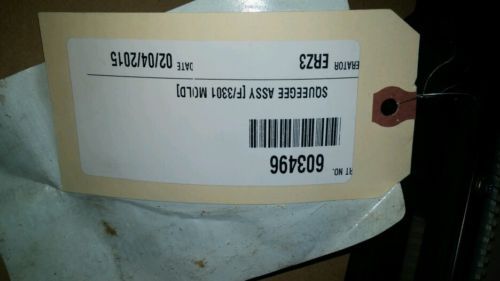 RT NO.
603496
SQUEEGEE ASSY [F/3301 MOLD]
ERATOR ERZ3 DATE 02/04/2015